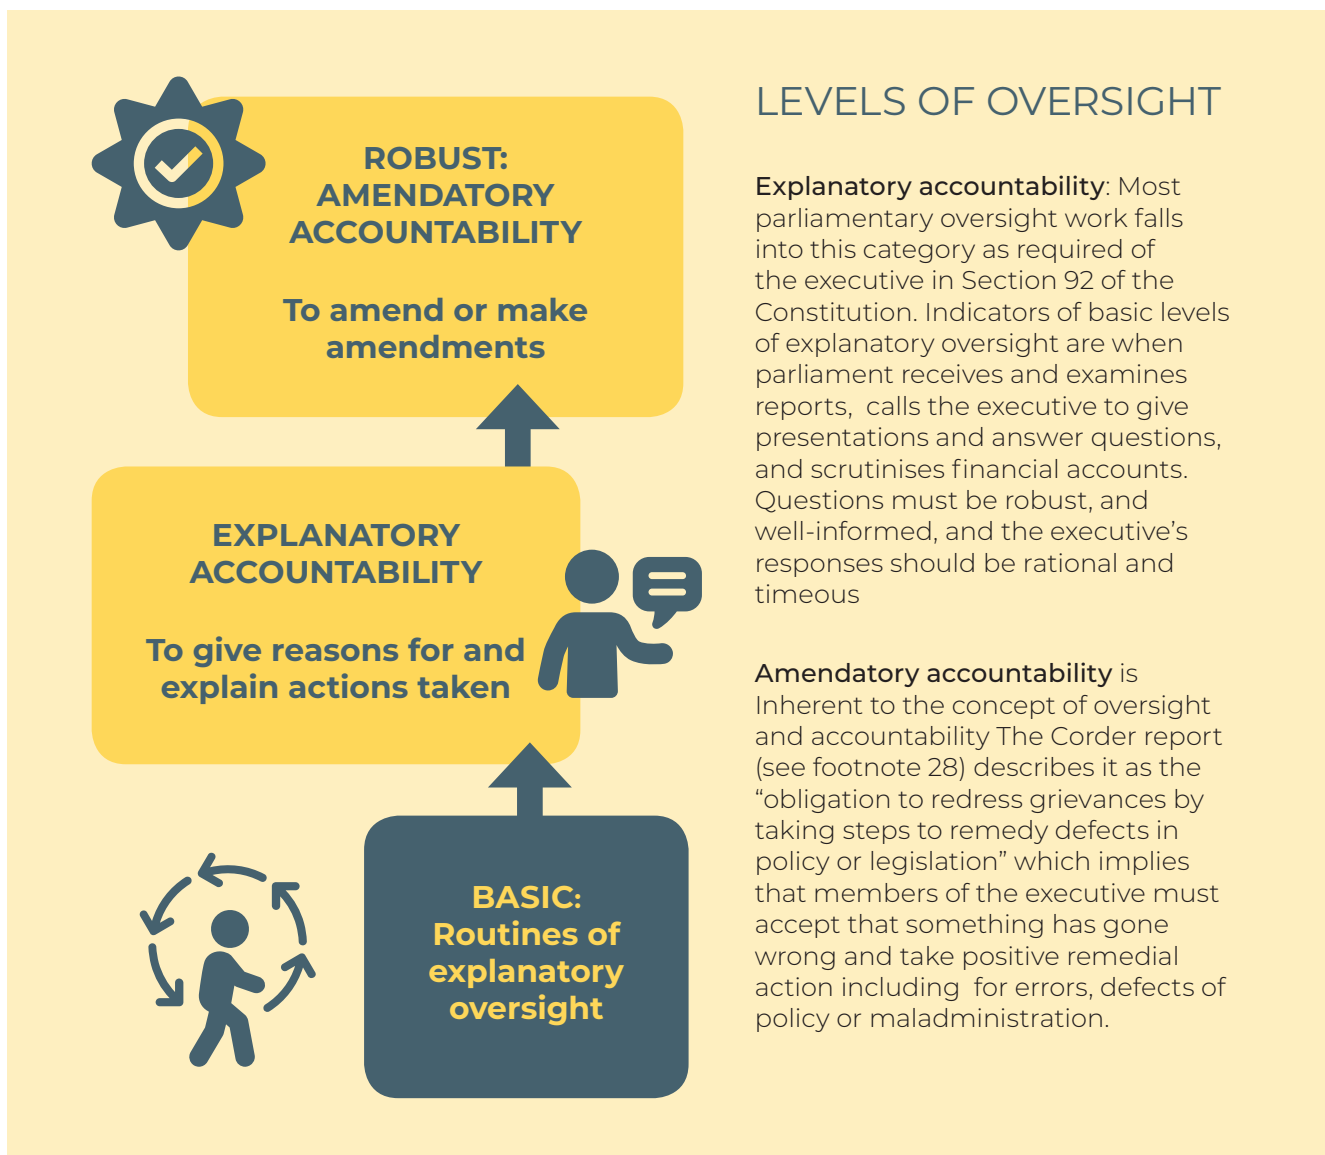 ROBUST:
AMENDATORY
ACCOUNTABILITY
To amend or make
amendments
EXPLANATORY
ACCOUNTABILITY
To give reasons for and
explain actions taken
BASIC:
Routines of
explanatory
oversight
LEVELS OF OVERSIGHT
Explanatory accountability: Most
parliamentary oversight work falls
into this category as required of
the executive in Section 92 of the
Constitution. Indicators of basic levels
of explanatory oversight are when
parliament receives and examines
reports,  calls the executive to give
presentations and answer questions,
and scrutinises financial accounts.
Questions must be robust, and
well-informed, and the executive’s
responses should be rational and
timeous
Amendatory accountability is
Inherent to the concept of oversight
and accountability The Corder report
(see footnote 28) describes it as the
“obligation to redress grievances by
taking steps to remedy defects in
policy or legislation” which implies
that members of the executive must
accept that something has gone
wrong and take positive remedial
action including  for errors, defects of
policy or maladministration.